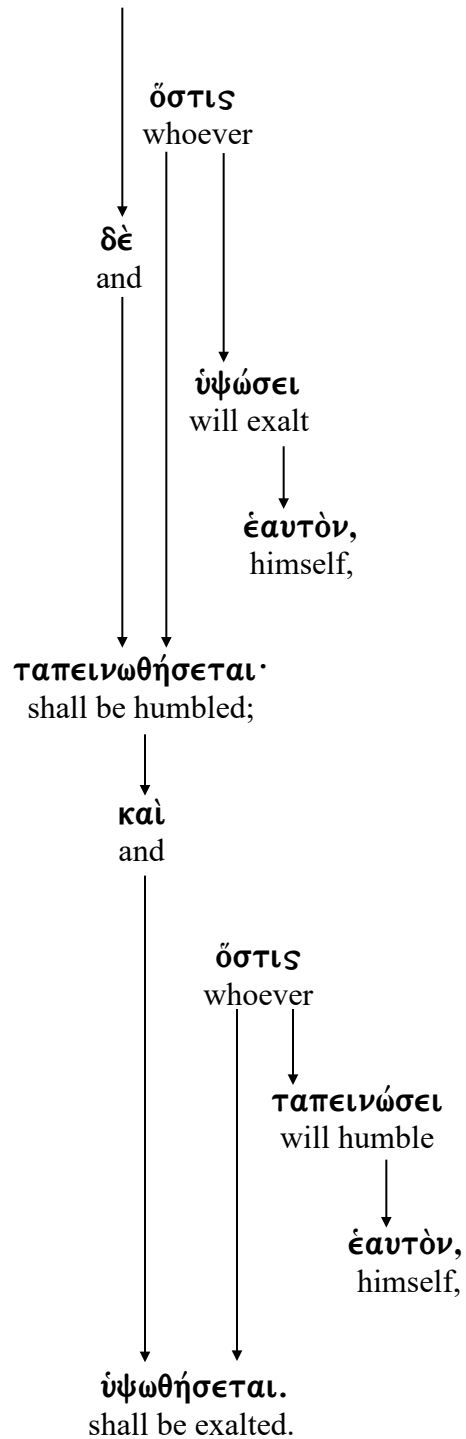 ὅστις
whoever
δὲ
and
ὑψώσει
will exalt
ἑαυτὸν,
himself,
ταπεινωθήσεται·
shall be humbled;
καὶ
and
ὅστις
whoever
ταπεινώσει
will humble
ἑαυτὸν,
himself,
ὑψωθήσεται.
shall be exalted.